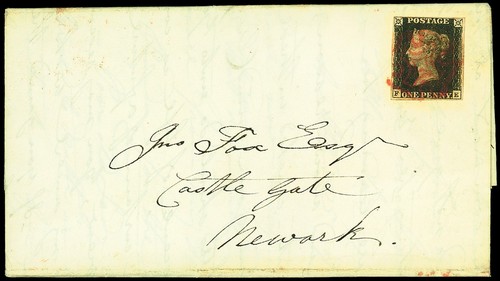 POSTAGE
F ONE PENNY E
Jno Fox Esqr
Castle Gate
Newark.